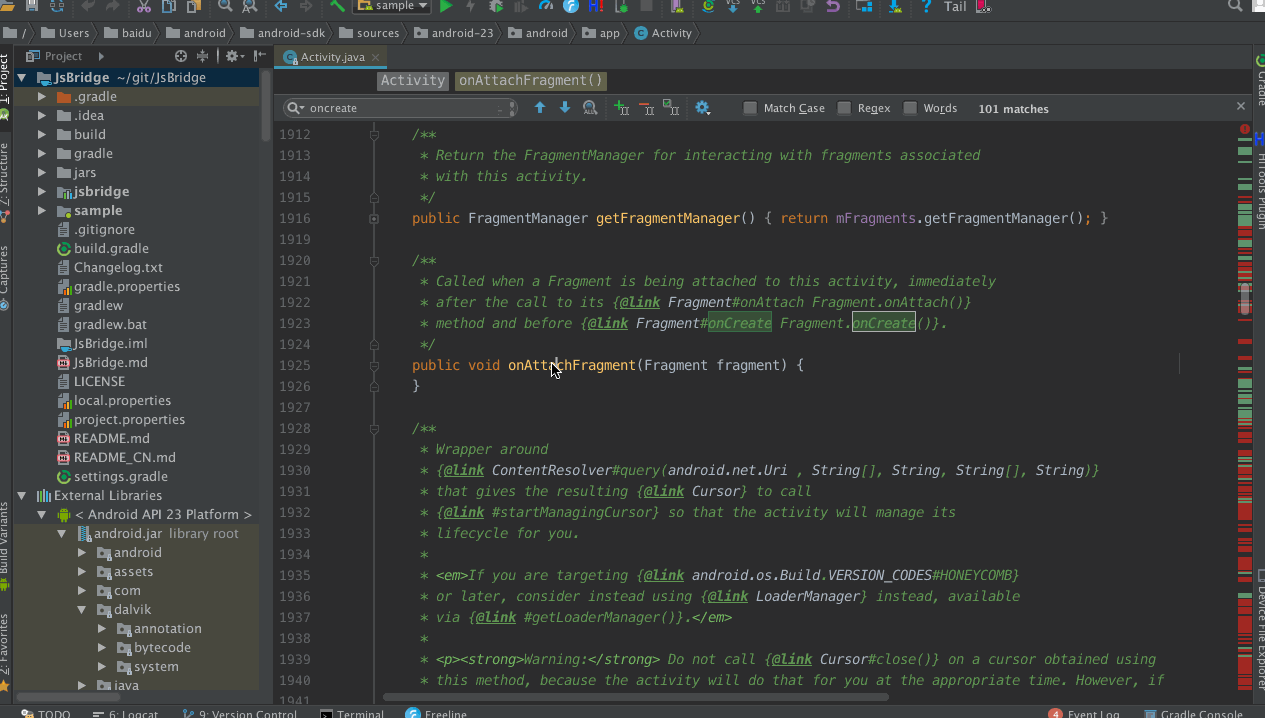 sample
VCS
VCS
Tail
/
Users
baidu
android
android-sdk
sources
android-23
android
app
Activity
Project
Activity.java
1: Project
Z: Structure
Captures
Build Variants
2: Favorites
JsBridge ~/git/JsBridge
.gradle
.idea
build
gradle
jars
jsbridge
sample
.gitignore
build.gradle
Changelog.txt
gradle.properties
gradlew
gradlew.bat
JsBridge.iml
JsBridge.md
LICENSE
local.properties
project.properties
README.md
README_CN.md
settings.gradle
External Libraries
< Android API 23 Platform >
android.jar library root
android
assets
com
dalvik
annotation
bytecode
system
java
Activity onAttachFragment()
oncreate
Match Case Regex Words 101 matches
1912 /**
1913 * Return the FragmentManager for interacting with fragments associated
1914 * with this activity.
1915 */
1916 public FragmentManager getFragmentManager() { return mFragments.getFragmentManager(); }
1919
1920 /**
1921 * Called when a Fragment is being attached to this activity, immediately
1922 * after the call to its {@link Fragment#onAttach Fragment.onAttach()}
1923 * method and before {@link Fragment#onCreate Fragment.onCreate()}.
1924 */
1925 public void onAttachFragment(Fragment fragment) {
1926 }
1927
1928 /**
1929 * Wrapper around
1930 * {@link ContentResolver#query(android.net.Uri , String[], String, String[], String)}
1931 * that gives the resulting {@link Cursor} to call
1932 * {@link #startManagingCursor} so that the activity will manage its
1933 * lifecycle for you.
1934 *
1935 * <em>If you are targeting {@link android.os.Build.VERSION_CODES#HONEYCOMB}
1936 * or later, consider instead using {@link LoaderManager} instead, available
1937 * via {@link #getLoaderManager()}.</em>
1938 *
1939 * <p><strong>Warning:</strong> Do not call {@link Cursor#close()} on a cursor obtained using
1940 * this method, because the activity will do that for you at the appropriate time. However, if
1941
Gradle
HiTools Plugin
Device File Explorer
TODO
6: Logcat
9: Version Control
Terminal
Freeline
4 Event Log
Gradle Console